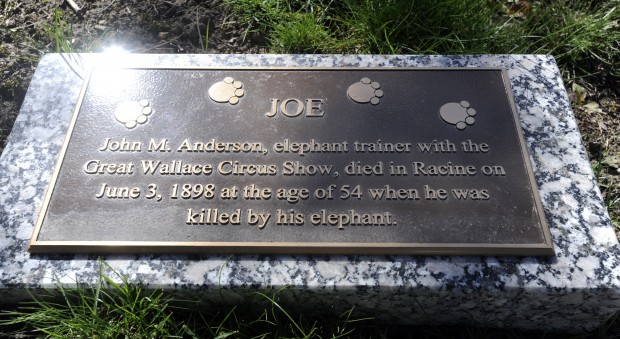 JOE
John M. Anderson, elephant trainer with the
Great Wallace Circus Show, died in Racine on
June 3, 1898 at the age of 54 when he was
killed by his elephant.